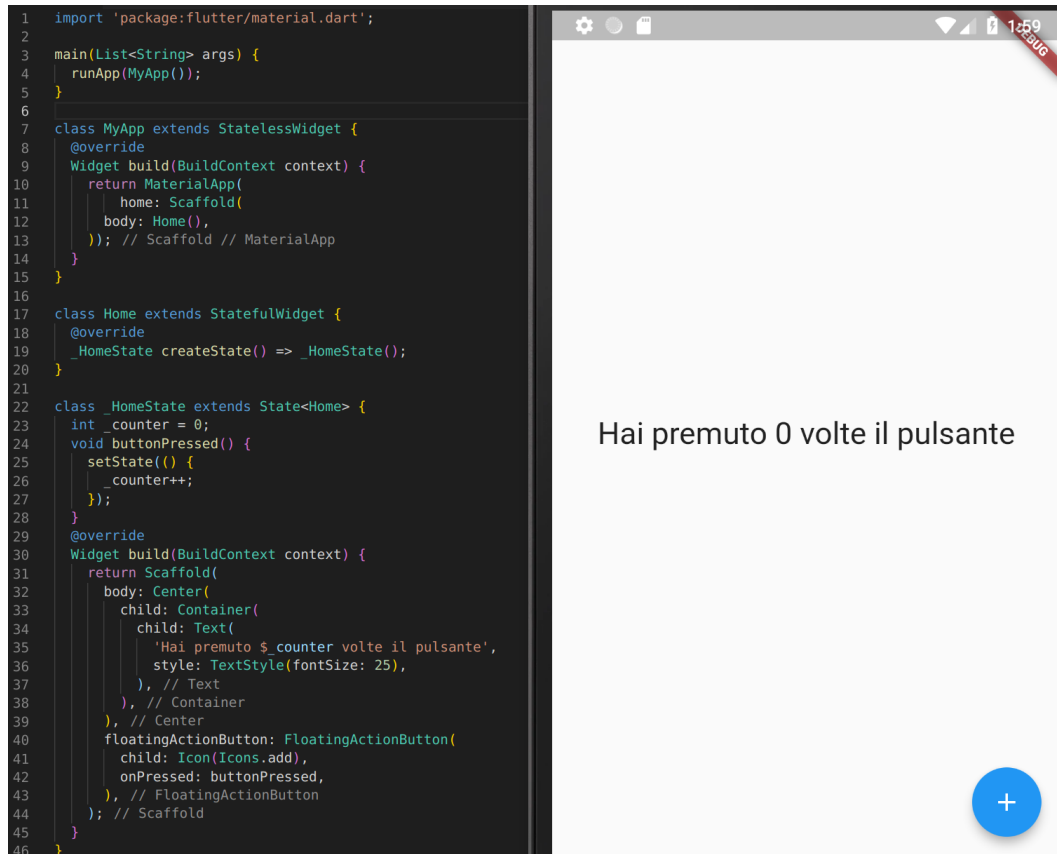 1 import 'package:flutter/material.dart';
2
3 main(List<String> args) {
4   runApp(MyApp());
5 }
6
7 class MyApp extends StatelessWidget {
8   @override
9   Widget build(BuildContext context) {
10     return MaterialApp(
11         home: Scaffold(
12       body: Home(),
13     )); // Scaffold // MaterialApp
14   }
15 }
16
17 class Home extends StatefulWidget {
18   @override
19   _HomeState createState() => _HomeState();
20 }
21
22 class _HomeState extends State<Home> {
23   int _counter = 0;
24   void buttonPressed() {
25     setState(() {
26       _counter++;
27     });
28   }
29   @override
30   Widget build(BuildContext context) {
31     return Scaffold(
32       body: Center(
33         child: Container(
34           child: Text(
35             'Hai premuto $_counter volte il pulsante',
36             style: TextStyle(fontSize: 25),
37           ), // Text
38         ), // Container
39       ), // Center
40       floatingActionButton: FloatingActionButton(
41         child: Icon(Icons.add),
42         onPressed: buttonPressed,
43       ), // FloatingActionButton
44     ); // Scaffold
45   }
46 }
1:59
DEBUG
Hai premuto 0 volte il pulsante
+